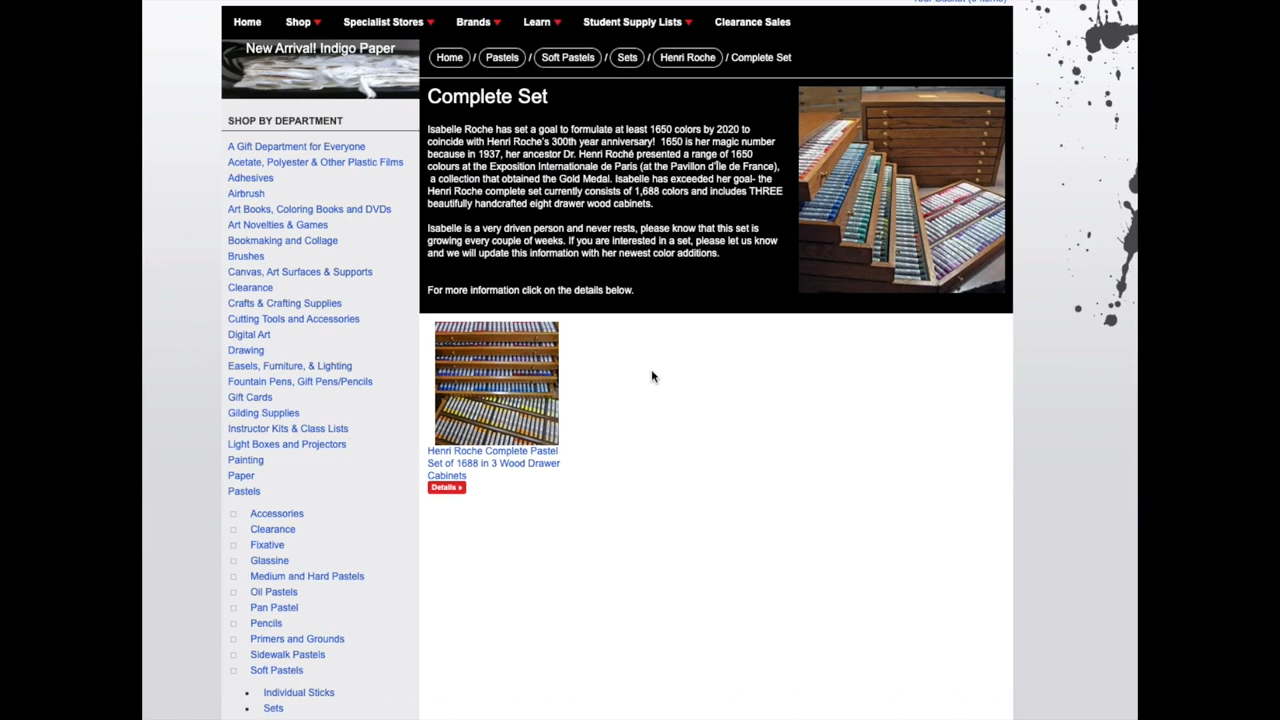 Home Shop Specialist Stores Brands Learn Student Supply Lists Clearance Sales
New Arrival! Indigo Paper
Home / Pastels / Soft Pastels / Sets / Henri Roche / Complete Set
SHOP BY DEPARTMENT
A Gift Department for Everyone
Acetate, Polyester & Other Plastic Films
Adhesives
Airbrush
Art Books, Coloring Books and DVDs
Art Novelties & Games
Bookmaking and Collage
Brushes
Canvas, Art Surfaces & Supports
Clearance
Crafts & Crafting Supplies
Cutting Tools and Accessories
Digital Art
Drawing
Easels, Furniture, & Lighting
Fountain Pens, Gift Pens/Pencils
Gift Cards
Gilding Supplies
Instructor Kits & Class Lists
Light Boxes and Projectors
Painting
Paper
Pastels
Accessories
Clearance
Fixative
Glassine
Medium and Hard Pastels
Oil Pastels
Pan Pastel
Pencils
Primers and Grounds
Sidewalk Pastels
Soft Pastels
Individual Sticks
Sets
Complete Set
Isabelle Roche has set a goal to formulate at least 1650 colors by 2020 to
coincide with Henri Roche's 300th year anniversary! 1650 is her magic number
because in 1937, her ancestor Dr. Henri Roché presented a range of 1650
colours at the Exposition Internationale de Paris (at the Pavillon d'Île de France),
a collection that obtained the Gold Medal. Isabelle has exceeded her goal- the
Henri Roche complete set currently consists of 1,688 colors and includes THREE
beautifully handcrafted eight drawer wood cabinets.
Isabelle is a very driven person and never rests, please know that this set is
growing every couple of weeks. If you are interested in a set, please let us know
and we will update this information with her newest color additions.
For more information click on the details below.
Henri Roche Complete Pastel
Set of 1688 in 3 Wood Drawer
Cabinets
Details »